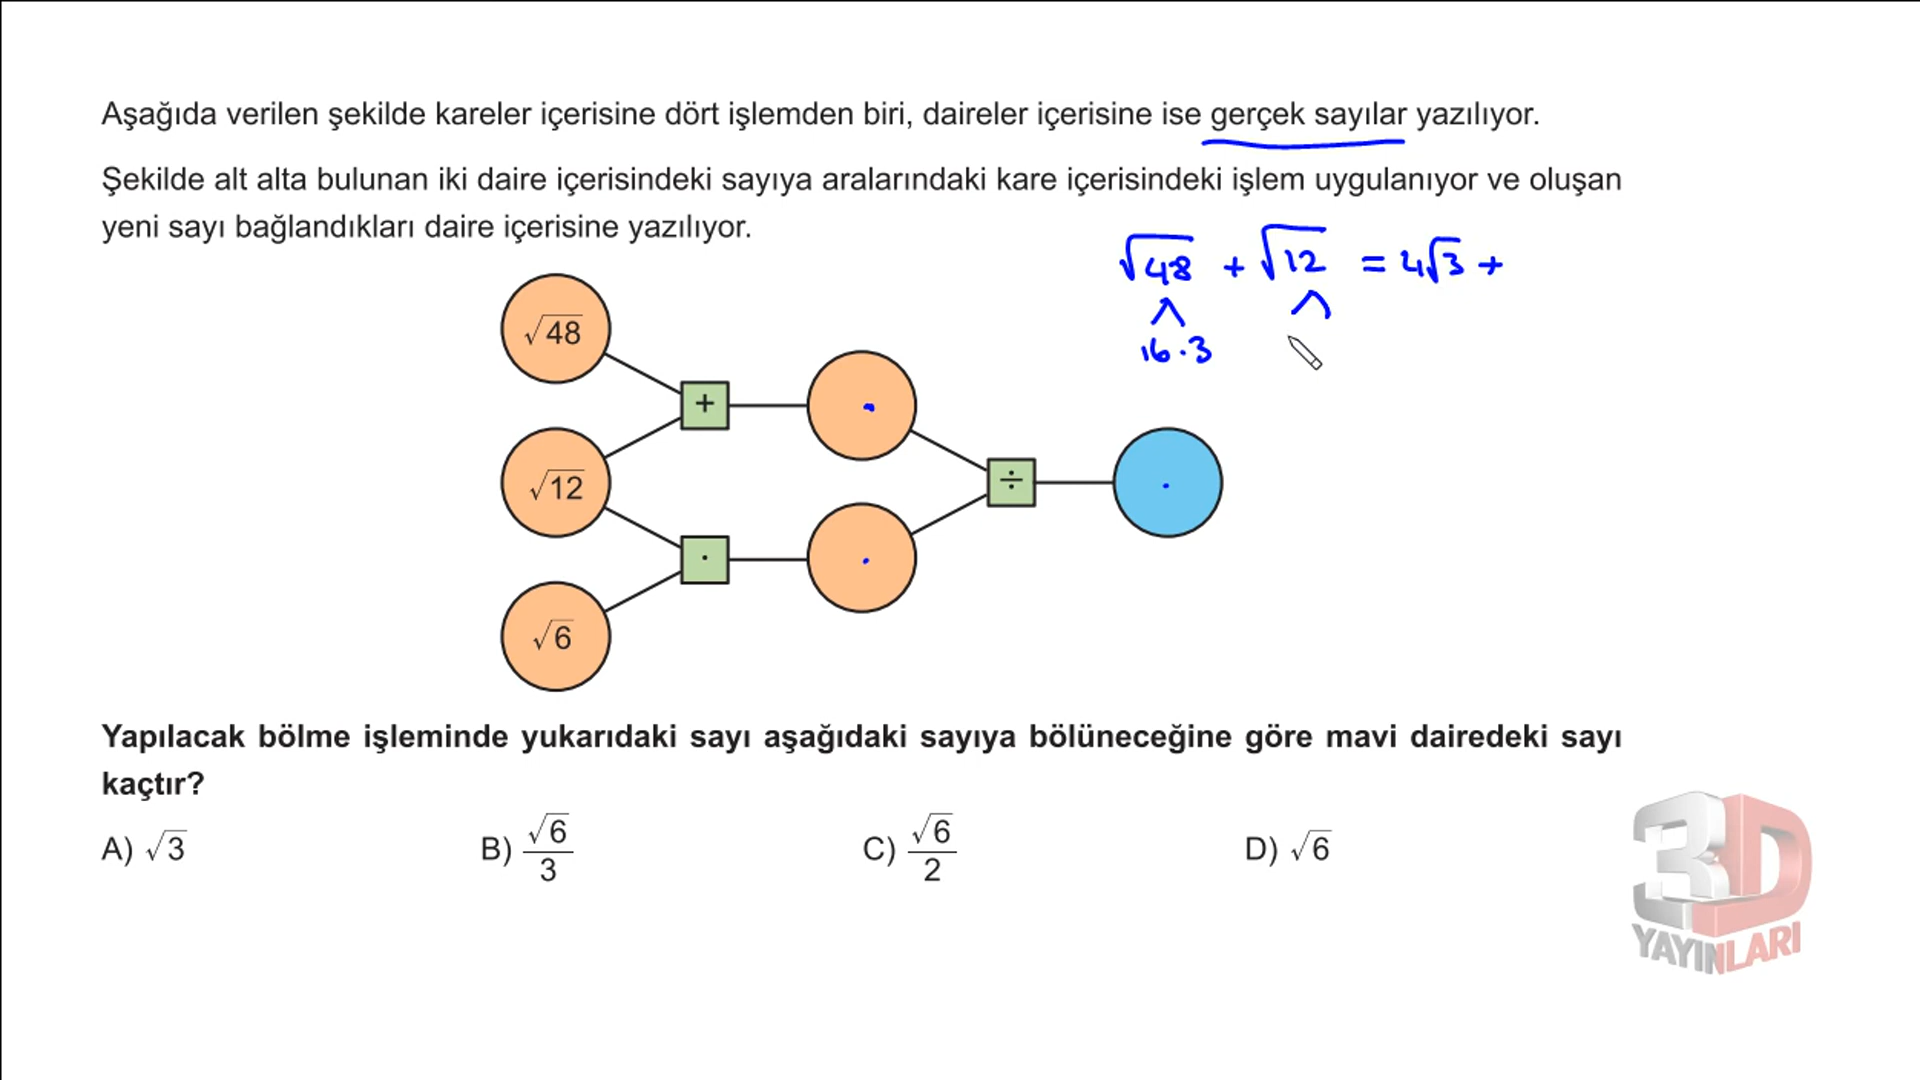 Aşağıda verilen şekilde kareler içerisine dört işlemden biri, daireler içerisine ise gerçek sayılar yazılıyor.
Şekilde alt alta bulunan iki daire içerisindeki sayıya aralarındaki kare içerisindeki işlem uygulanıyor ve oluşan
yeni sayı bağlandıkları daire içerisine yazılıyor.
√48 + √12 = 4√3 +
16·3
√48
+
√12
÷
·
√6
Yapılacak bölme işleminde yukarıdaki sayı aşağıdaki sayıya bölüneceğine göre mavi dairedeki sayı
kaçtır?
A) √3 B) √6/3 C) √6/2 D) √6
3D
YAYINLARI